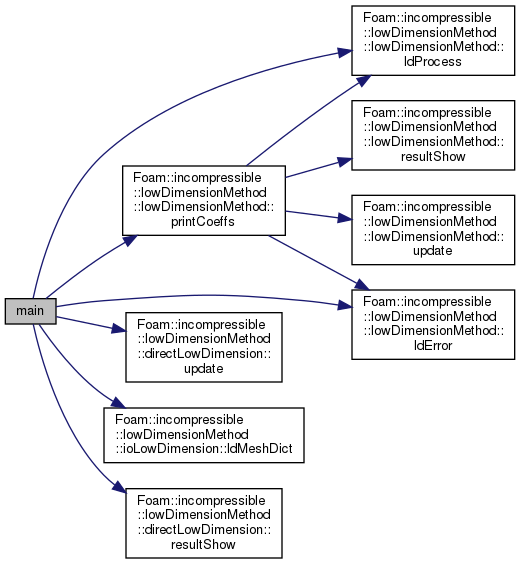 Foam::incompressible
::lowDimensionMethod
::lowDimensionMethod::
ldProcess
Foam::incompressible
::lowDimensionMethod
::lowDimensionMethod::
resultShow
Foam::incompressible
::lowDimensionMethod
::lowDimensionMethod::
printCoeffs
Foam::incompressible
::lowDimensionMethod
::lowDimensionMethod::
update
main
Foam::incompressible
::lowDimensionMethod
::lowDimensionMethod::
ldError
Foam::incompressible
::lowDimensionMethod
::directLowDimension::
update
Foam::incompressible
::lowDimensionMethod
::ioLowDimension::ldMeshDict
Foam::incompressible
::lowDimensionMethod
::directLowDimension::
resultShow